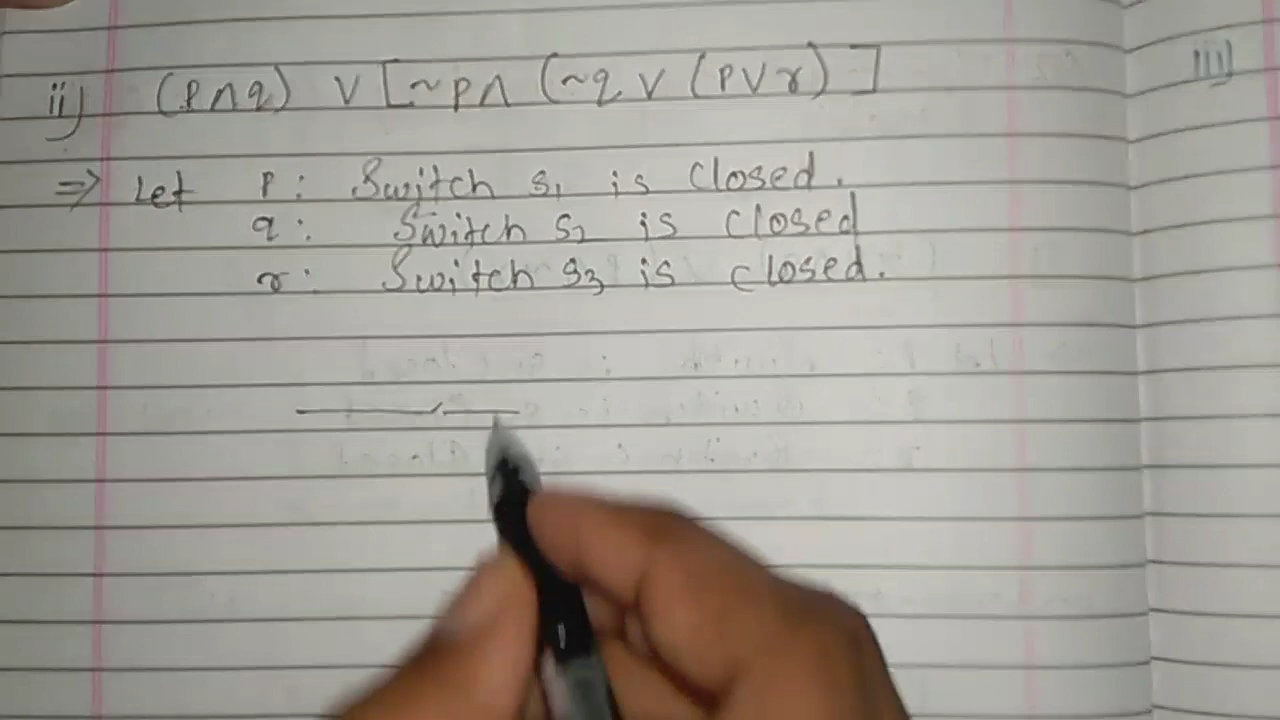 ii) (p∧q) ∨ [~p∧ (~q ∨ (p∨r) ]
iii)
⇒ Let p: Switch s₁ is closed.
q: Switch s₂ is closed
r: Switch s₃ is closed.